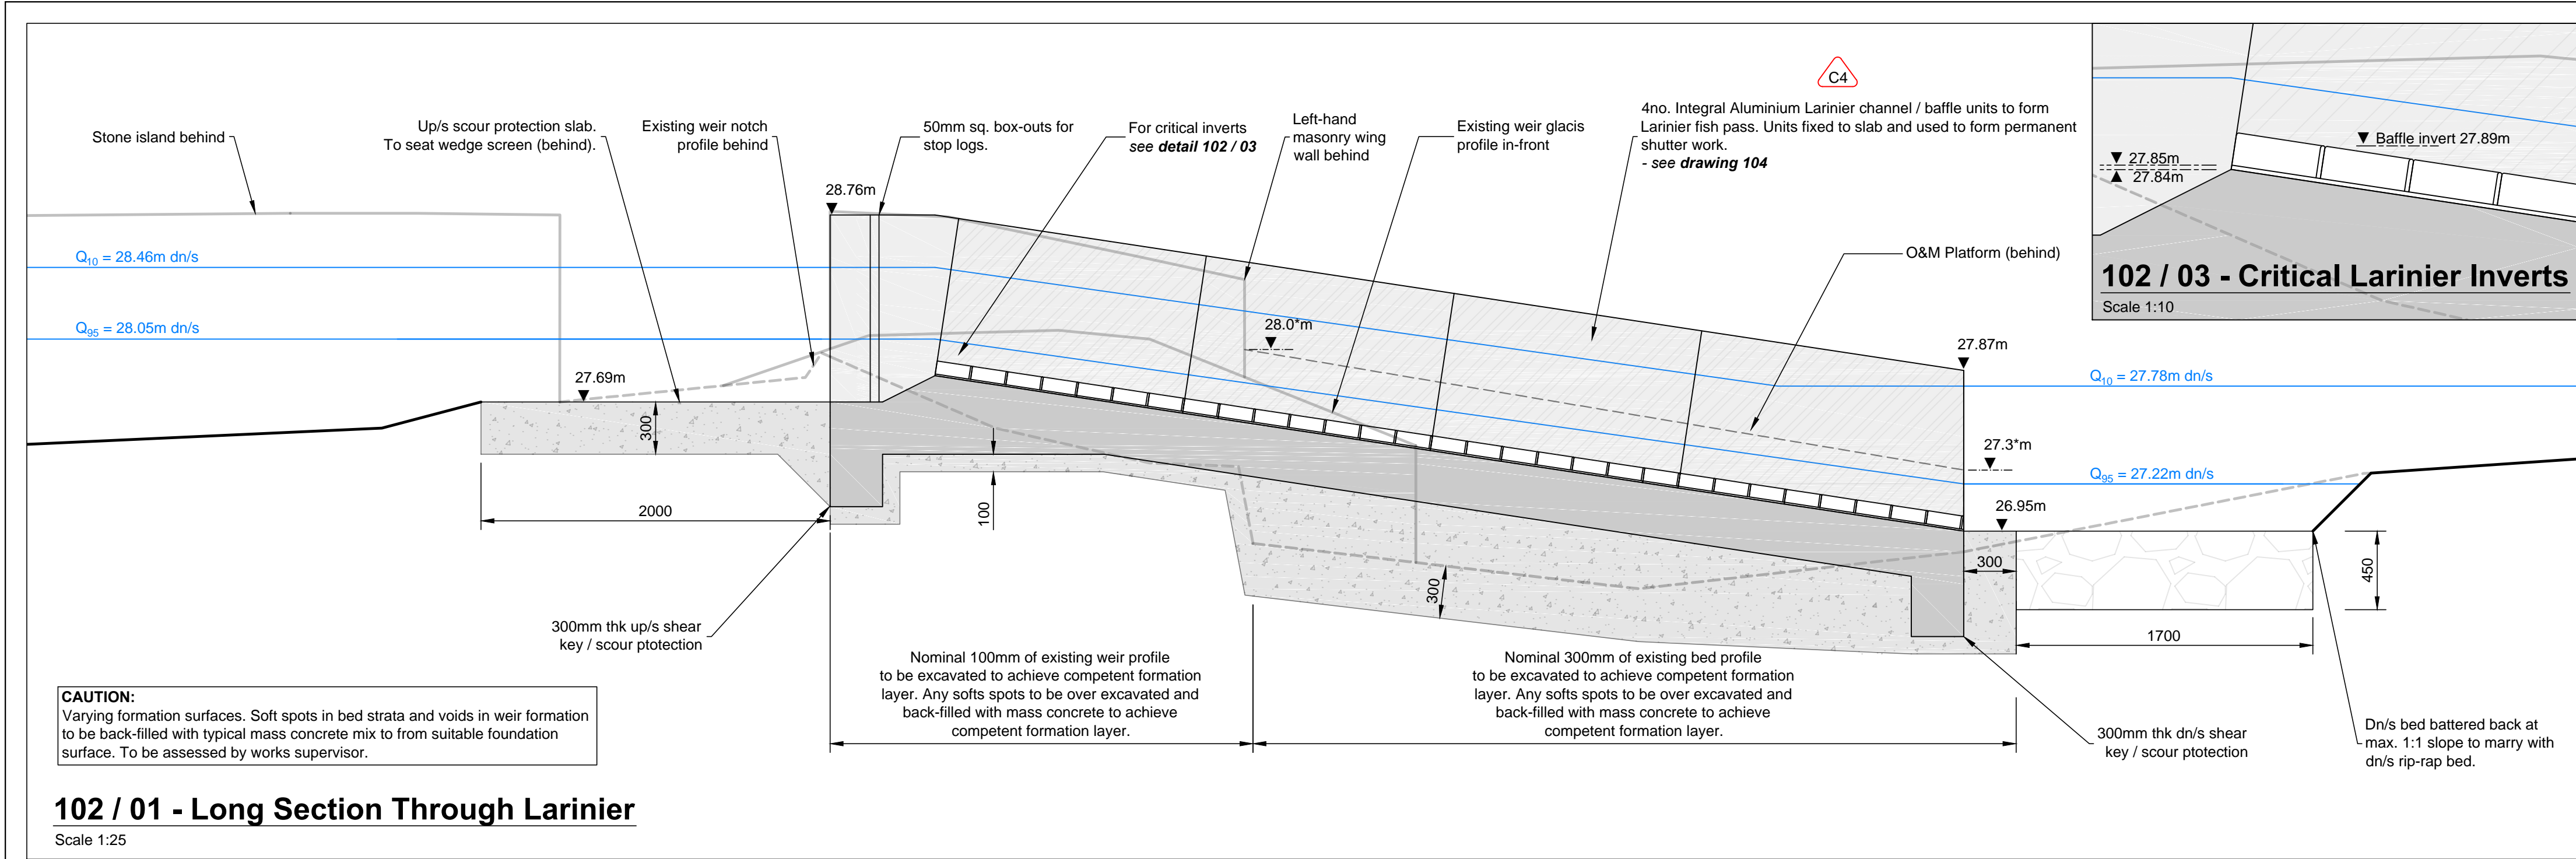 C4
Stone island behind
Up/s scour protection slab.
To seat wedge screen (behind).
Existing weir notch
profile behind
50mm sq. box-outs for
stop logs.
For critical inverts
see detail 102 / 03
Left-hand
masonry wing
wall behind
Existing weir glacis
profile in-front
4no. Integral Aluminium Larinier channel / baffle units to form
Larinier fish pass. Units fixed to slab and used to form permanent
shutter work.
- see drawing 104
Baffle invert 27.89m
27.85m
27.84m
102 / 03 - Critical Larinier Inverts
Scale 1:10
28.76m
O&M Platform (behind)
Q10 = 28.46m dn/s
Q95 = 28.05m dn/s
28.0*m
27.87m
27.69m
Q10 = 27.78m dn/s
300
27.3*m
Q95 = 27.22m dn/s
2000
100
26.95m
300
300
450
1700
300mm thk up/s shear
key / scour ptotection
Nominal 100mm of existing weir profile
to be excavated to achieve competent formation
layer. Any softs spots to be over excavated and
back-filled with mass concrete to achieve
competent formation layer.
Nominal 300mm of existing bed profile
to be excavated to achieve competent formation
layer. Any softs spots to be over excavated and
back-filled with mass concrete to achieve
competent formation layer.
300mm thk dn/s shear
key / scour ptotection
Dn/s bed battered back at
max. 1:1 slope to marry with
dn/s rip-rap bed.
CAUTION:
Varying formation surfaces. Soft spots in bed strata and voids in weir formation
to be back-filled with typical mass concrete mix to from suitable foundation
surface. To be assessed by works supervisor.
102 / 01 - Long Section Through Larinier
Scale 1:25